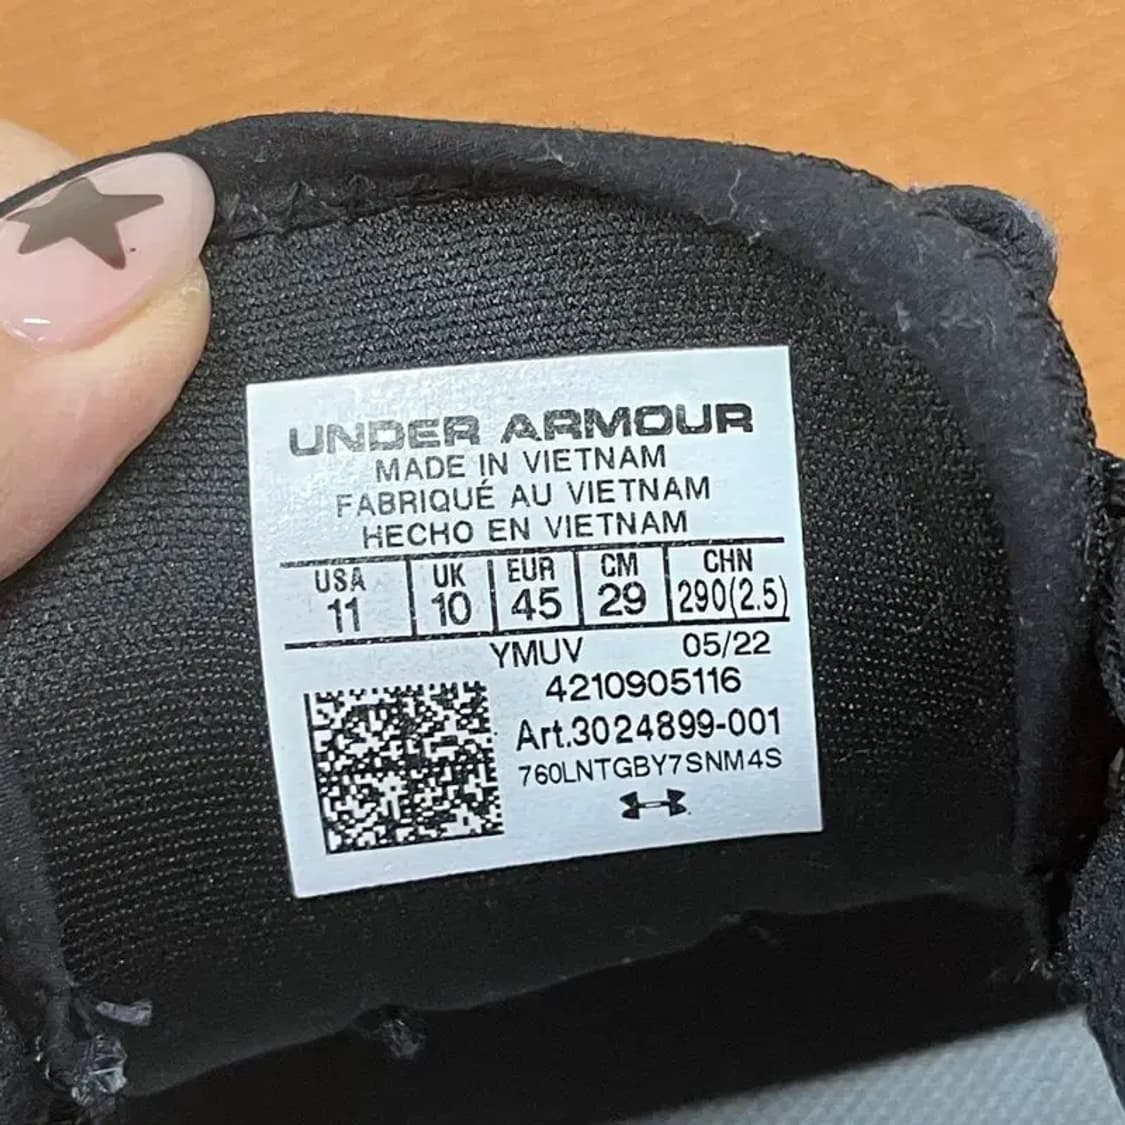 UNDER ARMOUR
MADE IN VIETNAM
FABRIQUÉ AU VIETNAM
HECHO EN VIETNAM
USA UK EUR CM CHN
11 10 45 29 290(2.5)
YMUV 05/22
4210905116
Art.3024899-001
760LNTGBY7SNM4S